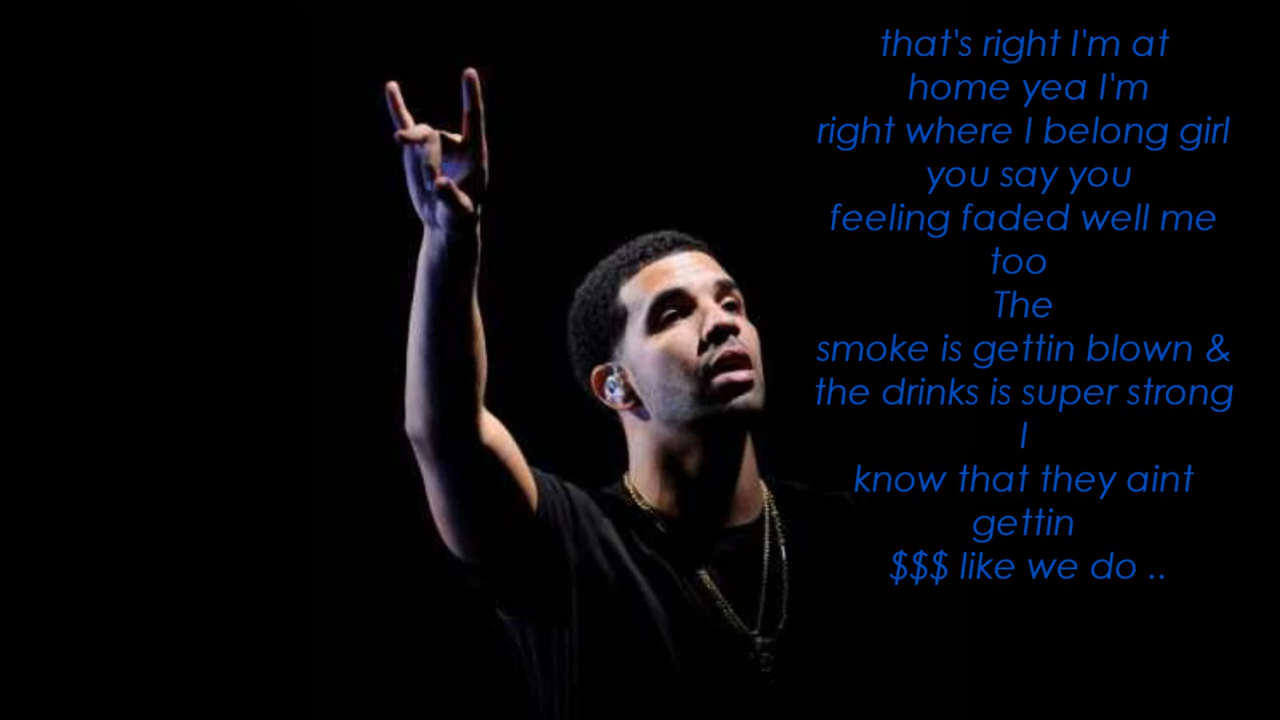 that's right I'm at
home yea I'm
right where I belong girl
you say you
feeling faded well me
too
The
smoke is gettin blown &
the drinks is super strong
I
know that they aint
gettin
$$$ like we do ..